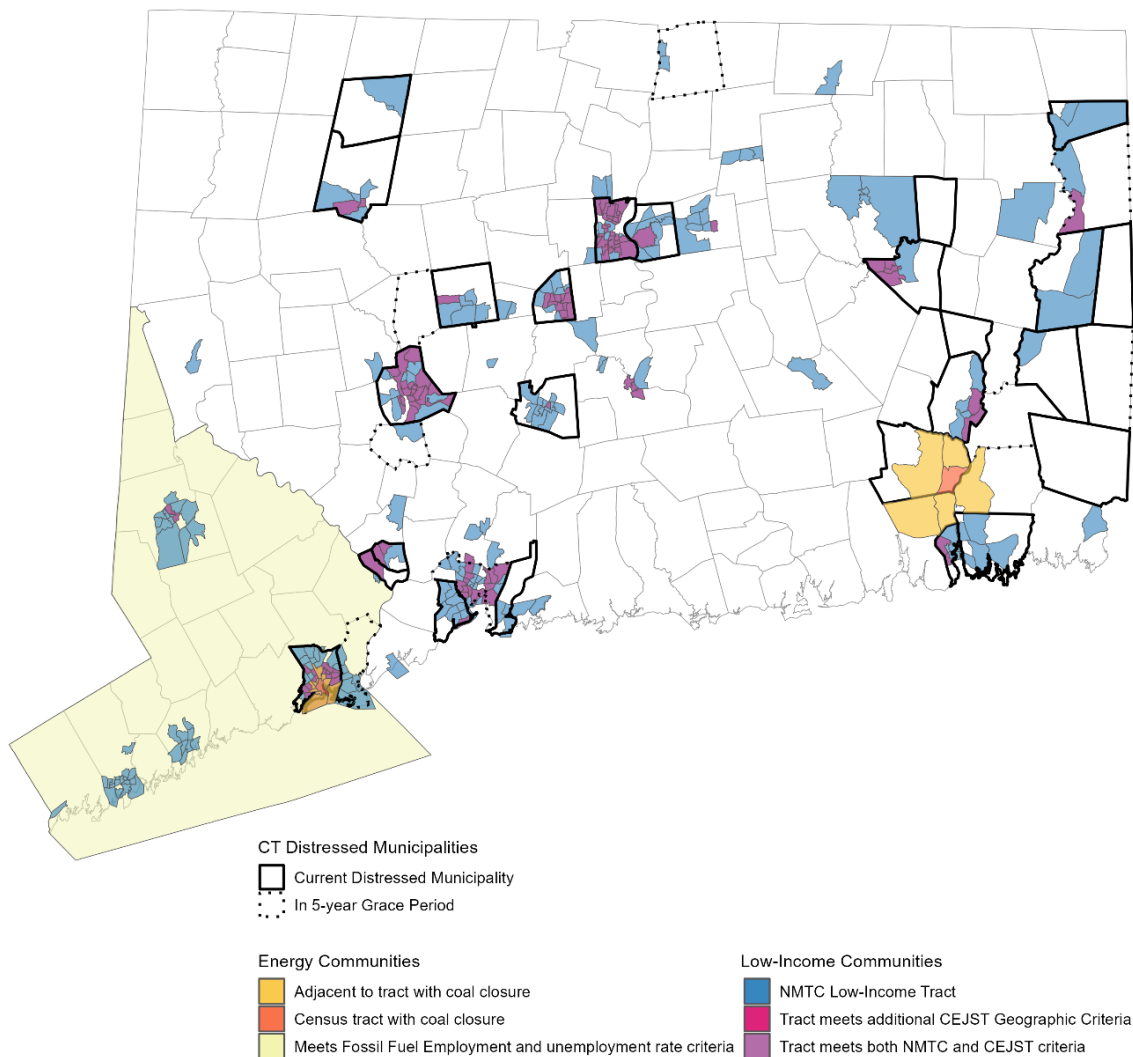 CT Distressed Municipalities
Current Distressed Municipality
In 5-year Grace Period
Energy Communities
Adjacent to tract with coal closure
Census tract with coal closure
Meets Fossil Fuel Employment and unemployment rate criteria
Low-Income Communities
NMTC Low-Income Tract
Tract meets additional CEJST Geographic Criteria
Tract meets both NMTC and CEJST criteria